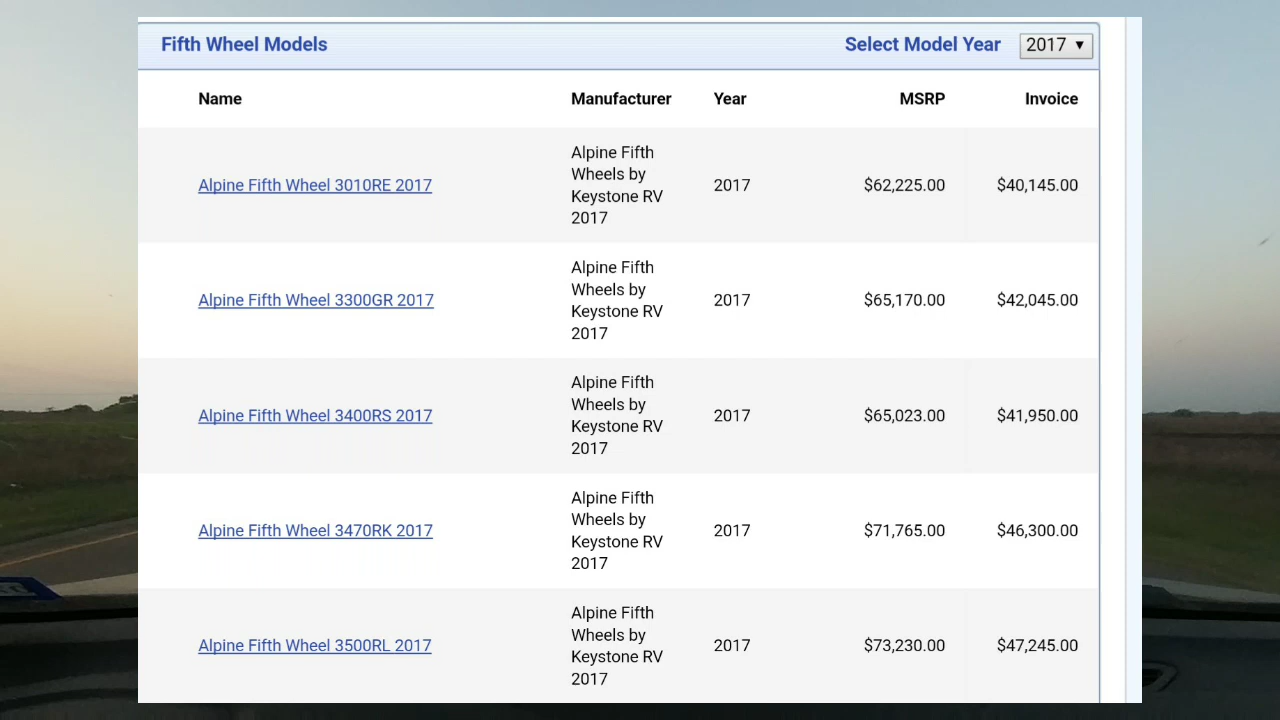 Fifth Wheel Models Select Model Year 2017 ▼
Name Manufacturer Year MSRP Invoice
Alpine Fifth Wheel 3010RE 2017 Alpine Fifth Wheels by Keystone RV 2017 2017 $62,225.00 $40,145.00
Alpine Fifth Wheel 3300GR 2017 Alpine Fifth Wheels by Keystone RV 2017 2017 $65,170.00 $42,045.00
Alpine Fifth Wheel 3400RS 2017 Alpine Fifth Wheels by Keystone RV 2017 2017 $65,023.00 $41,950.00
Alpine Fifth Wheel 3470RK 2017 Alpine Fifth Wheels by Keystone RV 2017 2017 $71,765.00 $46,300.00
Alpine Fifth Wheel 3500RL 2017 Alpine Fifth Wheels by Keystone RV 2017 2017 $73,230.00 $47,245.00